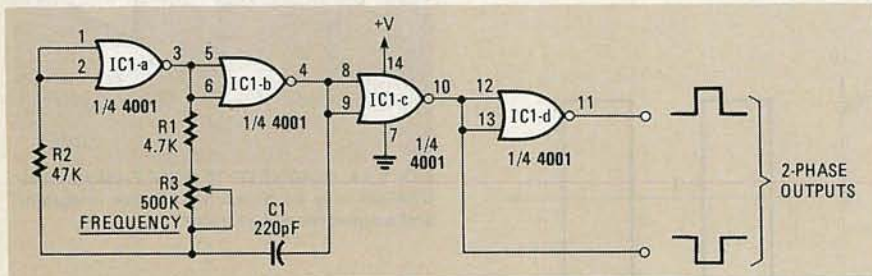 1
2
IC1-a
3
1/4 4001
5
6
IC1-b
4
1/4 4001
+V
14
8
9
IC1-c
10
7
1/4
4001
12
13
IC1-d
11
1/4 4001
R1
4.7K
R2
47K
R3
500K
FREQUENCY
C1
220pF
2-PHASE
OUTPUTS